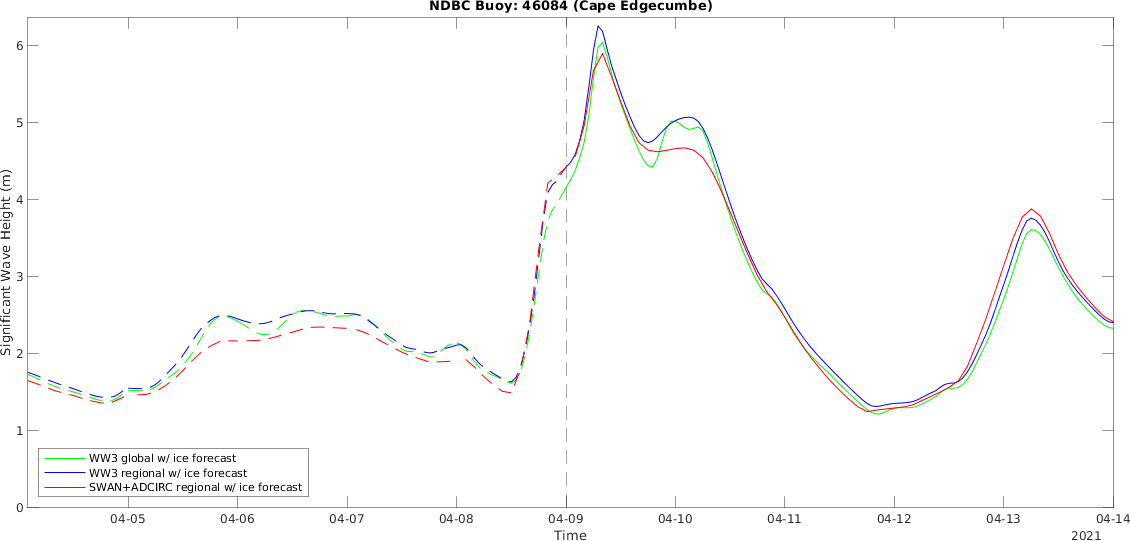 NDBC Buoy: 46084 (Cape Edgecumbe)
Significant Wave Height (m)
6
5
4
3
2
1
0
WW3 global w/ ice forecast
WW3 regional w/ ice forecast
SWAN+ADCIRC regional w/ ice forecast
04-05 04-06 04-07 04-08 04-09 04-10 04-11 04-12 04-13 04-14
Time
2021